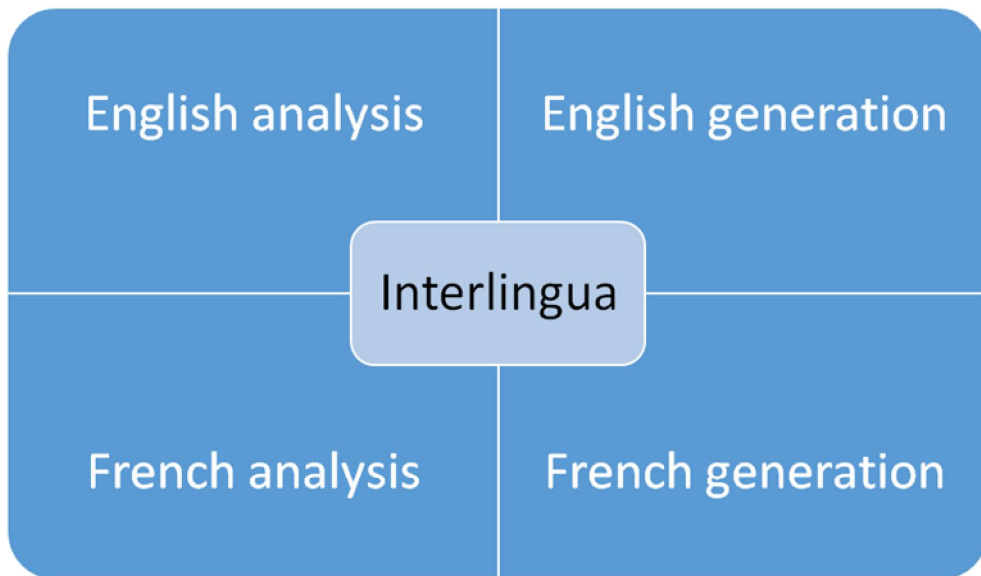 English analysis
English generation
Interlingua
French analysis
French generation